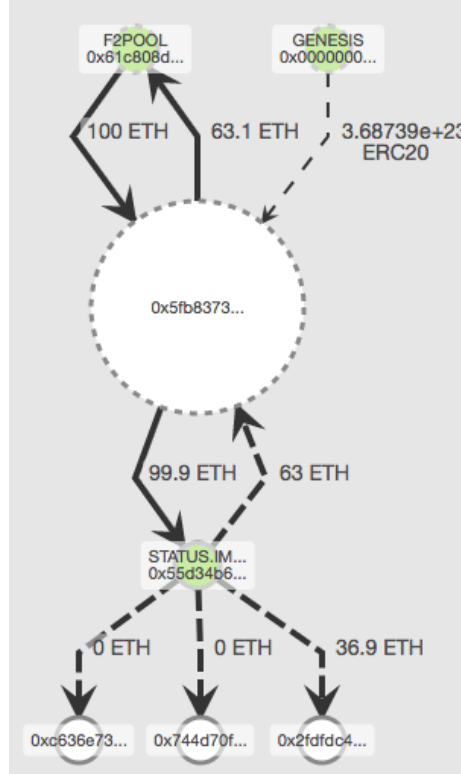 F2POOL
0x61c808d...
GENESIS
0x0000000...
100 ETH
63.1 ETH
3.68739e+23
ERC20
0x5fb8373...
99.9 ETH
63 ETH
STATUS.IM...
0x55d34b6...
0 ETH
0 ETH
36.9 ETH
0xc636e73...
0x744d70f...
0x2fdfdc4...